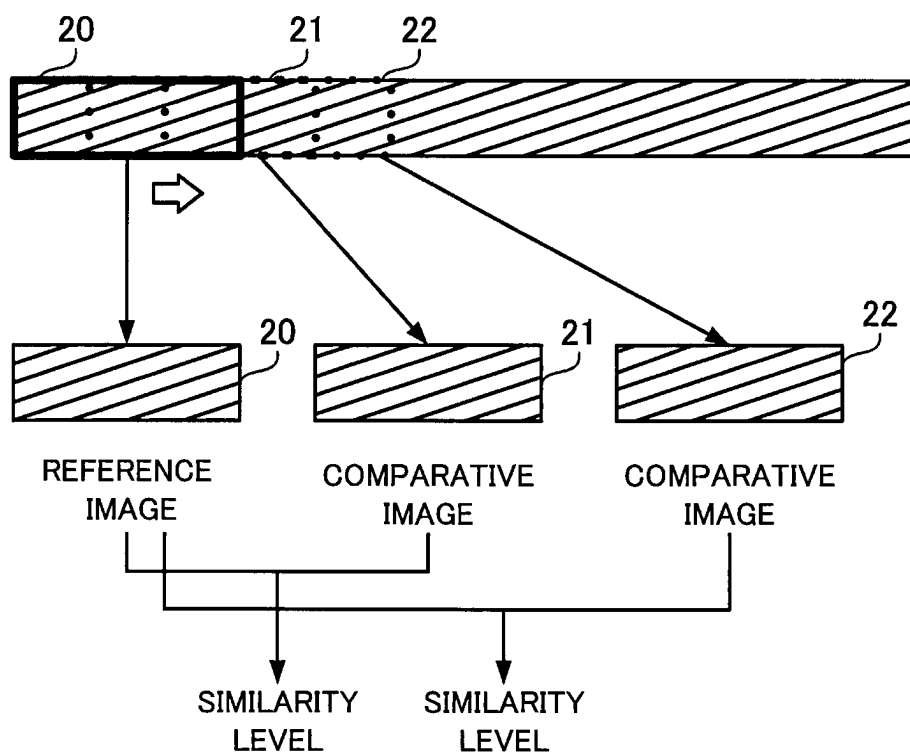 20
21
22
20
21
22
REFERENCE
IMAGE
COMPARATIVE
IMAGE
COMPARATIVE
IMAGE
SIMILARITY
LEVEL
SIMILARITY
LEVEL